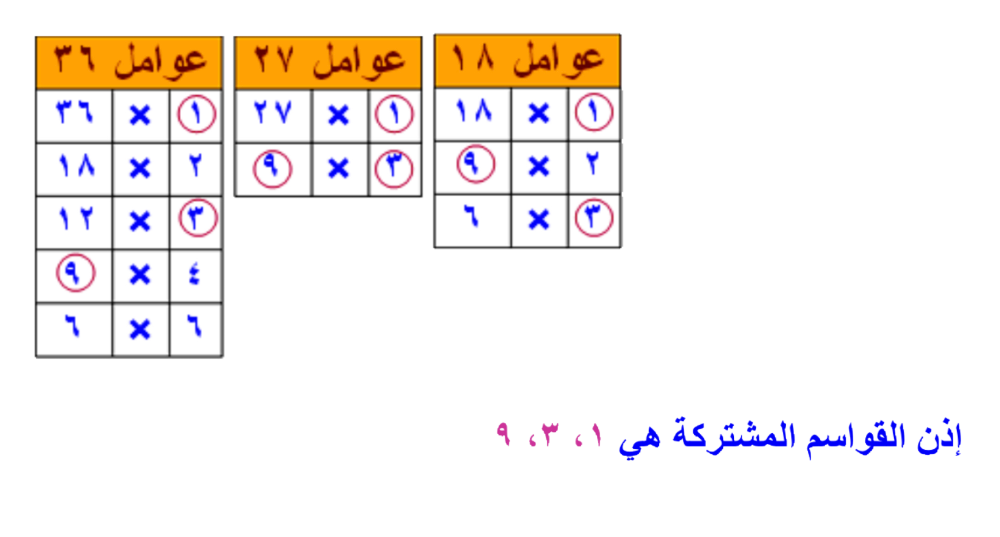 عوامل ١٨
١ × ١٨
٢ × ٩
٣ × ٦
عوامل ٢٧
١ × ٢٧
٣ × ٩
عوامل ٣٦
١ × ٣٦
٢ × ١٨
٣ × ١٢
٤ × ٩
٦ × ٦
إذن القواسم المشتركة هي ١، ٣، ٩